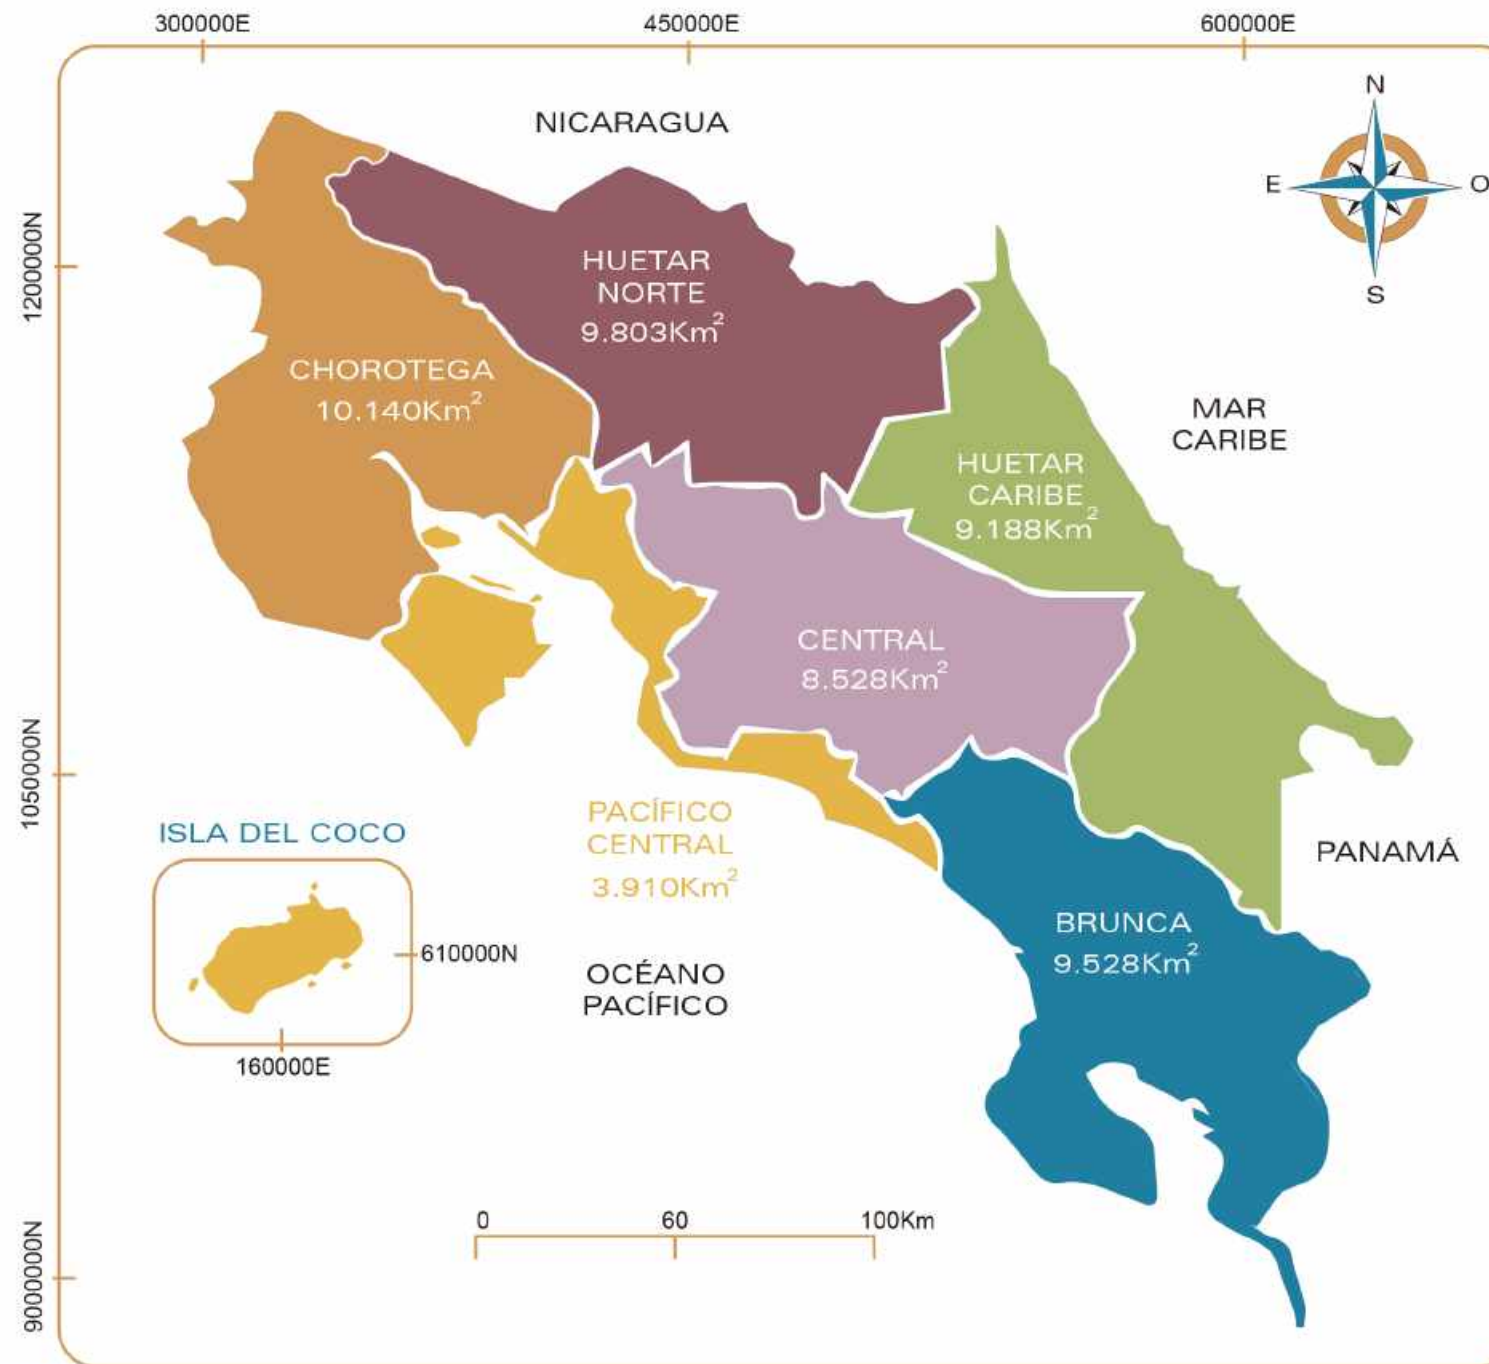 300000E
450000E
600000E
NICARAGUA
N
E
O
S
1200000N
HUETAR
NORTE
9.803Km²
CHOROTEGA
10.140Km²
MAR
CARIBE
HUETAR
CARIBE
9.188Km²
CENTRAL
8.528Km²
1050000N
PACÍFICO
CENTRAL
3.910Km²
ISLA DEL COCO
610000N
160000E
PANAMÁ
BRUNCA
9.528Km²
OCÉANO
PACÍFICO
0
60
100Km
9000000N